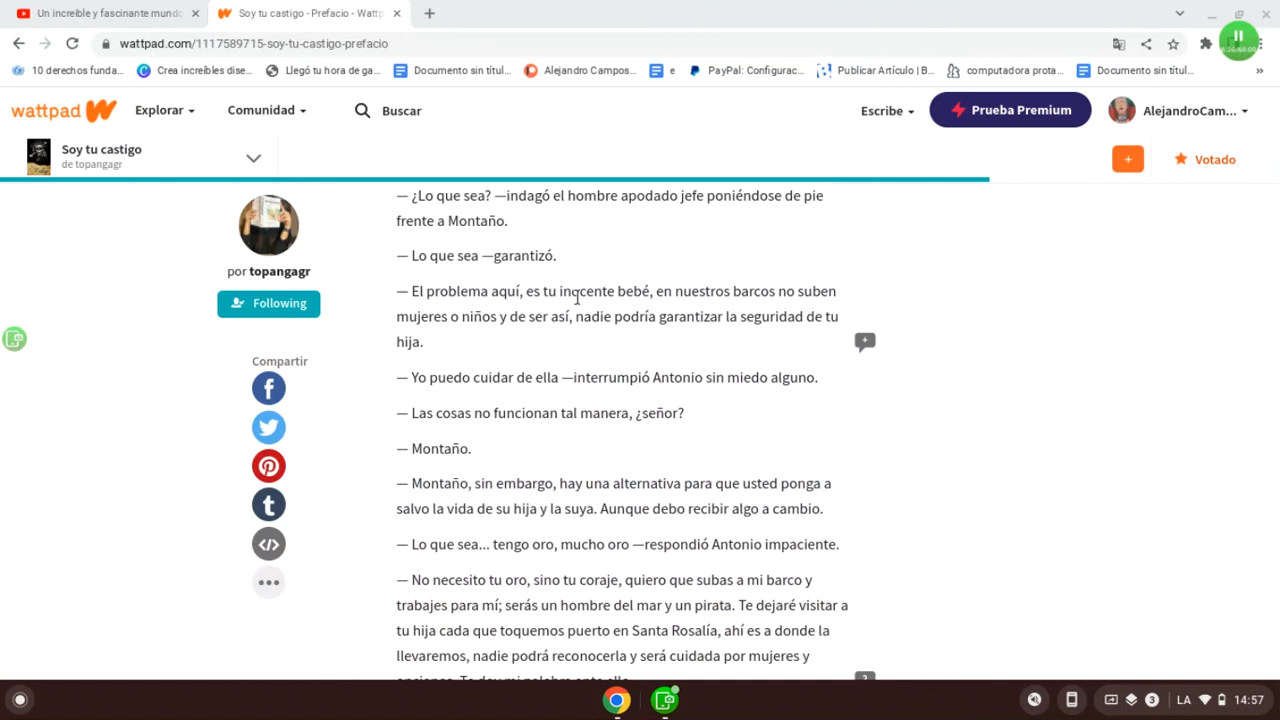 Un increíble y fascinante mundo
Soy tu castigo - Prefacio - Wattp
wattpad.com/1117589715-soy-tu-castigo-prefacio
10 derechos funda...
Crea increíbles dise...
Llegó tu hora de ga...
Documento sin títul...
Alejandro Campos...
e
PayPal: Configurac...
Publicar Artículo | B...
computadora prota...
Documento sin títul...
»
wattpad
Explorar
Comunidad
Buscar
Escribe
Prueba Premium
AlejandroCam...
Soy tu castigo
de topangagr
+
Votado
por topangagr
Following
Compartir
— ¿Lo que sea? —indagó el hombre apodado jefe poniéndose de pie
frente a Montaño.
— Lo que sea —garantizó.
— El problema aquí, es tu inocente bebé, en nuestros barcos no suben
mujeres o niños y de ser así, nadie podría garantizar la seguridad de tu
hija.
+
— Yo puedo cuidar de ella —interrumpió Antonio sin miedo alguno.
— Las cosas no funcionan tal manera, ¿señor?
— Montaño.
— Montaño, sin embargo, hay una alternativa para que usted ponga a
salvo la vida de su hija y la suya. Aunque debo recibir algo a cambio.
— Lo que sea... tengo oro, mucho oro —respondió Antonio impaciente.
— No necesito tu oro, sino tu coraje, quiero que subas a mi barco y
trabajes para mí; serás un hombre del mar y un pirata. Te dejaré visitar a
tu hija cada que toquemos puerto en Santa Rosalía, ahí es a donde la
llevaremos, nadie podrá reconocerla y será cuidada por mujeres y
3
LA
14:57